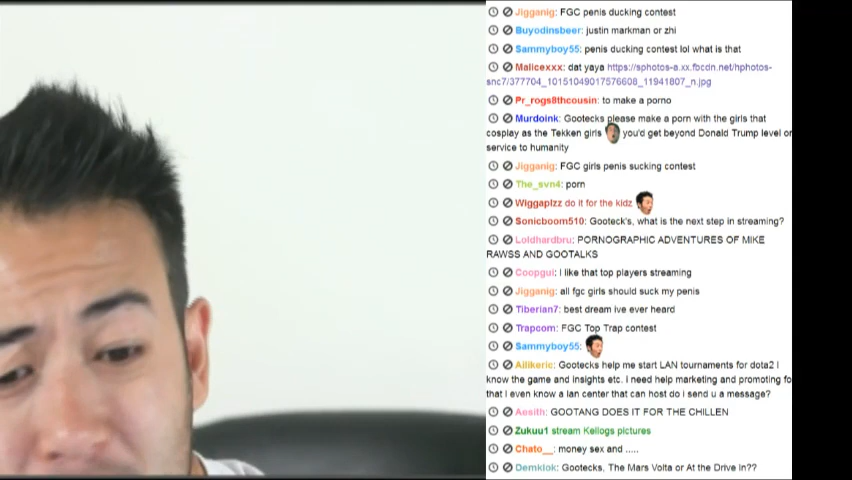 Jigganig: FGC penis ducking contest
Buyodinsbeer: justin markman or zhi
Sammyboy55: penis ducking contest lol what is that
Malicexxx: dat yaya https://sphotos-a.xx.fbcdn.net/hphotos-
snc7/377704_10151049017576608_11941807_n.jpg
Pr_rogs8thcousin: to make a porno
Murdoink: Gootecks please make a porn with the girls that
cosplay as the Tekken girls you'd get beyond Donald Trump level or
service to humanity
Jigganig: FGC girls penis sucking contest
The_svn4: porn
Wiggaplzz do it for the kidz
Sonicboom510: Gooteck's, what is the next step in streaming?
Loldhardbru: PORNOGRAPHIC ADVENTURES OF MIKE
RAWSS AND GOOTALKS
Coopgui: I like that top players streaming
Jigganig: all fgc girls should suck my penis
Tiberian7: best dream ive ever heard
Trapcom: FGC Top Trap contest
Sammyboy55:
Ailikeric: Gootecks help me start LAN tournaments for dota2 I
know the game and insights etc. i need help marketing and promoting for
that I even know a lan center that can host do i send u a message?
Aesith: GOOTANG DOES IT FOR THE CHILLEN
Zukuu1 stream Kellogs pictures
Chato__: money sex and .....
Demklok: Gootecks, The Mars Volta or At the Drive in??